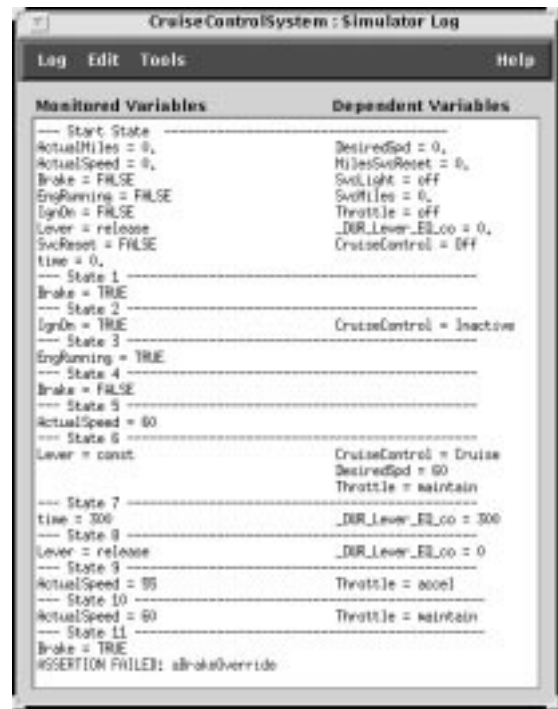 CruiseControlSystem : Simulator Log
Log Edit Tools Help
Monitored Variables Dependent Variables
--- Start State ---
ActualMiles = 0. DesiredSpd = 0.
ActualSpeed = 0. MilesSvcReset = 0.
Brake = FALSE SvcLight = off
EngRunning = FALSE SvcMiles = 0.
IgnOn = FALSE Throttle = off
Lever = release _DUR_Lever_EQ_co = 0.
SvcReset = FALSE CruiseControl = Off
time = 0.
--- State 1 ---
Brake = TRUE
--- State 2 ---
IgnOn = TRUE CruiseControl = Inactive
--- State 3 ---
EngRunning = TRUE
--- State 4 ---
Brake = FALSE
--- State 5 ---
ActualSpeed = 60
--- State 6 ---
Lever = const CruiseControl = Cruise
DesiredSpd = 60
Throttle = maintain
--- State 7 ---
time = 300 _DUR_Lever_EQ_co = 300
--- State 8 ---
Lever = release _DUR_Lever_EQ_co = 0
--- State 9 ---
ActualSpeed = 55 Throttle = accel
--- State 10 ---
ActualSpeed = 60 Throttle = maintain
--- State 11 ---
Brake = TRUE
ASSERTION FAILED: aBrakeOverride